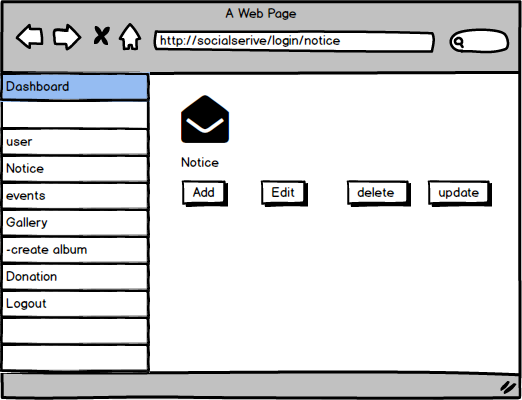 A Web Page
http://socialserive/login/notice
Dashboard
user
Notice
events
Gallery
-create album
Donation
Logout
Notice
Add
Edit
delete
update